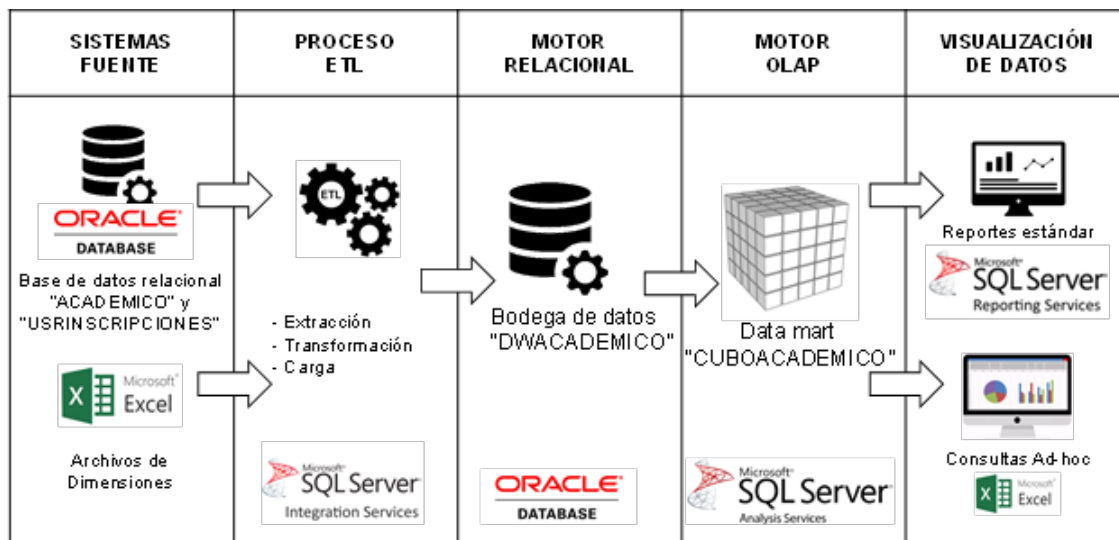 SISTEMAS
FUENTE
PROCESO
ETL
MOTOR
RELACIONAL
MOTOR
OLAP
VISUALIZACIÓN
DE DATOS
ORACLE
DATABASE
Base de datos relacional
"ACADEMICO" y
"USRINSCRIPCIONES"
Microsoft
Excel
Archivos de
Dimensiones
ETL
- Extracción
- Transformación
- Carga
Microsoft
SQL Server
Integration Services
Bodega de datos
"DWACADEMICO"
ORACLE
DATABASE
Data mart
"CUBOACADEMICO"
Microsoft
SQL Server
Analysis Services
Reportes estándar
Microsoft
SQL Server
Reporting Services
Consultas Ad-hoc
Microsoft
Excel